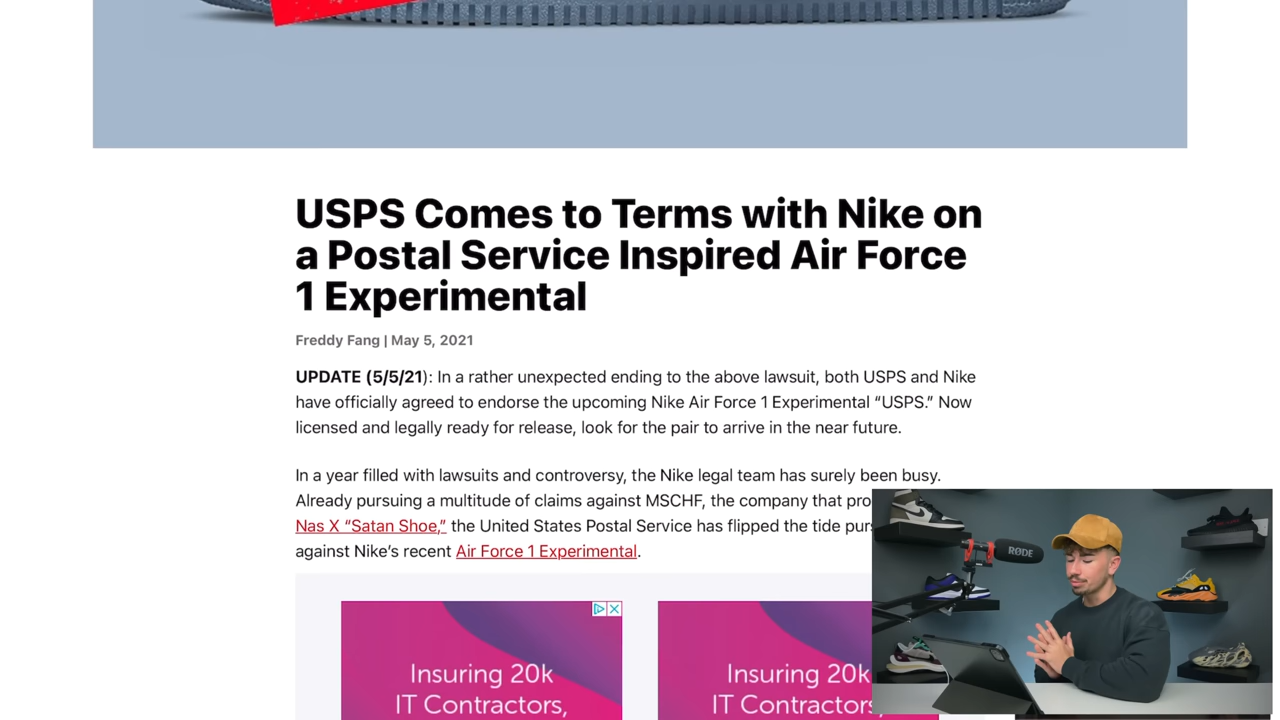 USPS Comes to Terms with Nike on
a Postal Service Inspired Air Force
1 Experimental
Freddy Fang | May 5, 2021
UPDATE (5/5/21): In a rather unexpected ending to the above lawsuit, both USPS and Nike
have officially agreed to endorse the upcoming Nike Air Force 1 Experimental “USPS.” Now
licensed and legally ready for release, look for the pair to arrive in the near future.
In a year filled with lawsuits and controversy, the Nike legal team has surely been busy.
Already pursuing a multitude of claims against MSCHF, the company that pro
Nas X “Satan Shoe,” the United States Postal Service has flipped the tide purs
against Nike’s recent Air Force 1 Experimental.
Insuring 20k
IT Contractors,
Insuring 20k
IT Contractors,
RØDE